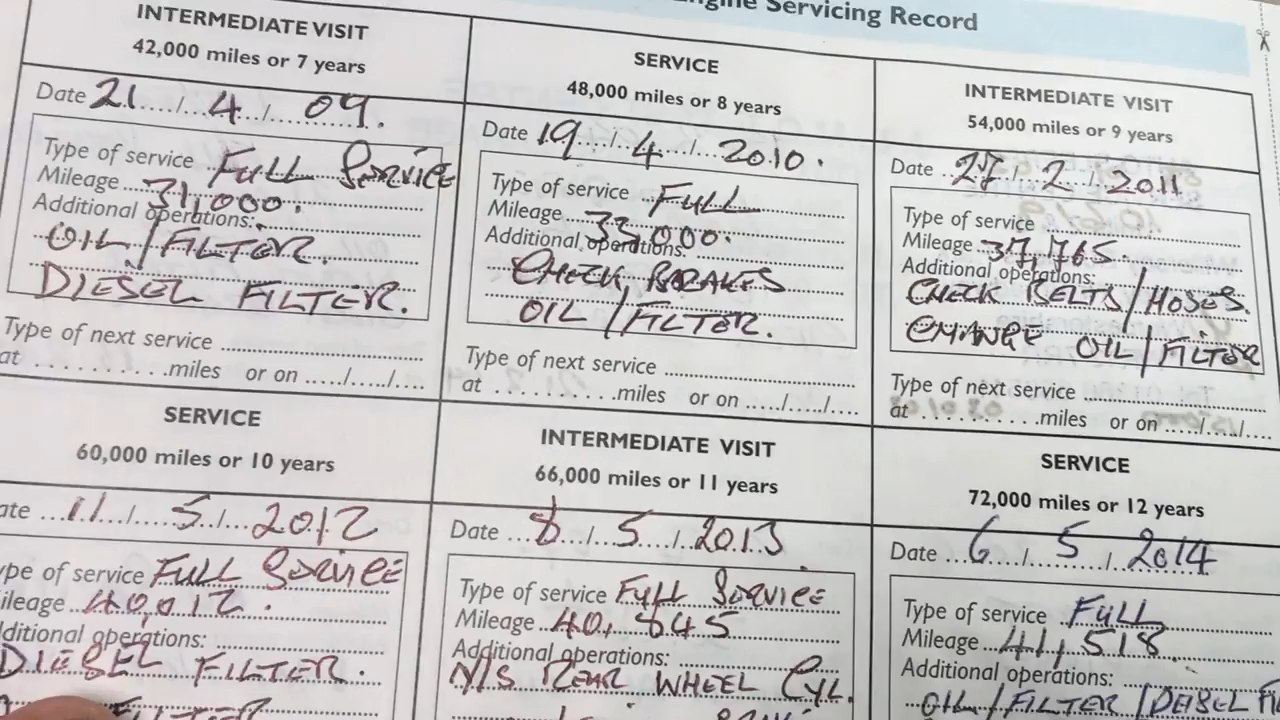 Engine Servicing Record
INTERMEDIATE VISIT
42,000 miles or 7 years
Date 21 / 4 / 09.
Type of service Full Service
Mileage 31,000.
Additional operations:
OIL / FILTER.
DIESEL FILTER.
Type of next service
at miles or on / /
SERVICE
48,000 miles or 8 years
Date 19 / 4 / 2010.
Type of service FULL
Mileage 33,000.
Additional operations:
CHECK BRAKES
OIL / FILTER.
Type of next service
at miles or on / /
INTERMEDIATE VISIT
54,000 miles or 9 years
Date 27 / 2 / 2011
Type of service
Mileage 37,765.
Additional operations:
CHECK BELTS / HOSES.
CHANGE OIL / FILTER
Type of next service
at miles or on / /
SERVICE
60,000 miles or 10 years
ate 11 / 5 / 2012
ype of service FULL Service
ileage 40,012.
dditional operations:
DIESEL FILTER.
FILTER
INTERMEDIATE VISIT
66,000 miles or 11 years
Date 8 / 5 / 2013
Type of service Full Service
Mileage 40,845
Additional operations:
N/S REAR WHEEL CYL.
SERVICE
72,000 miles or 12 years
Date 6 / 5 / 2014
Type of service FULL
Mileage 41,518
Additional operations:
OIL / FILTER / DEISEL FI